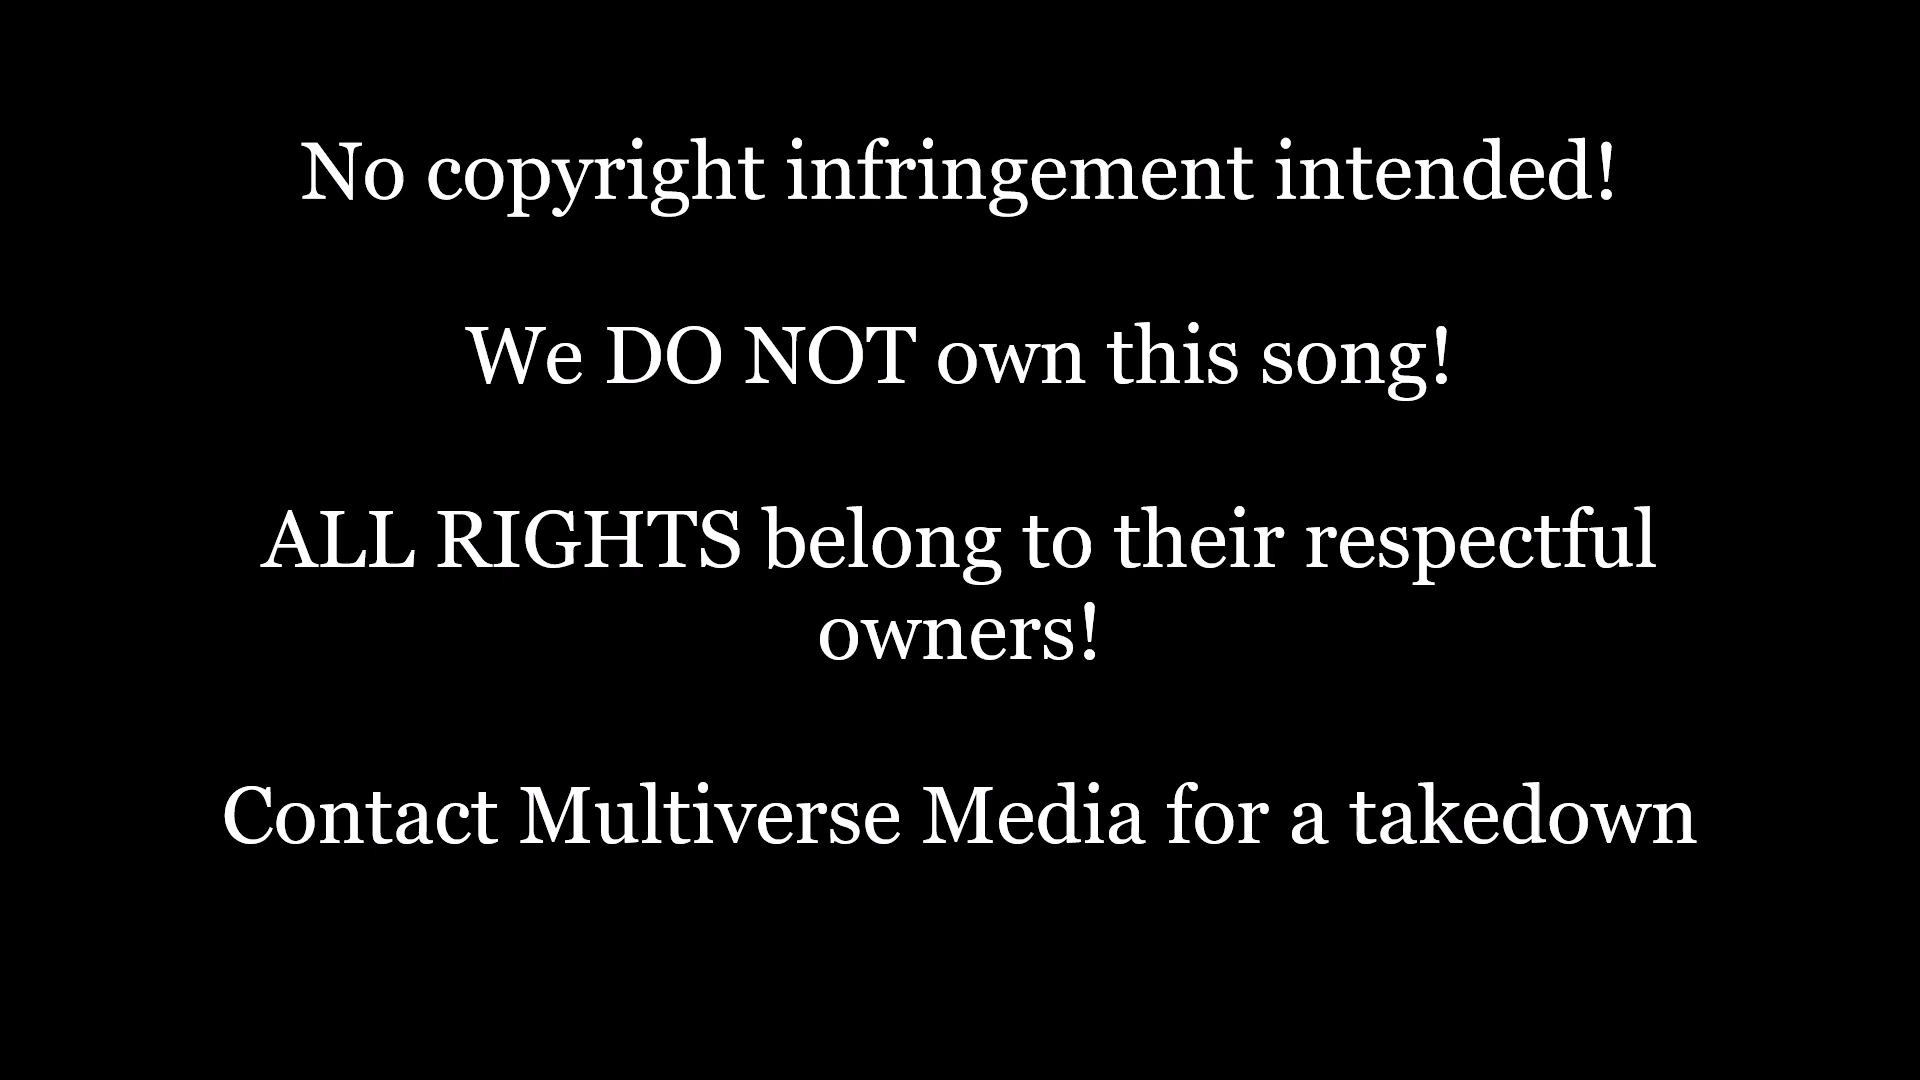 No copyright infringement intended!
We DO NOT own this song!
ALL RIGHTS belong to their respectful
owners!
Contact Multiverse Media for a takedown